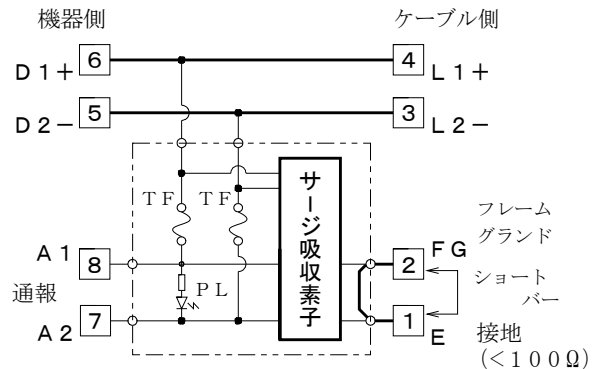 機器側
ケーブル側
D1+ 6
4 L1+
D2− 5
3 L2−
TF TF
サージ吸収素子
フレーム
グランド
A1 8
2 FG
PL
ショート
バー
通報
A2 7
1 E
接地
(<100Ω)